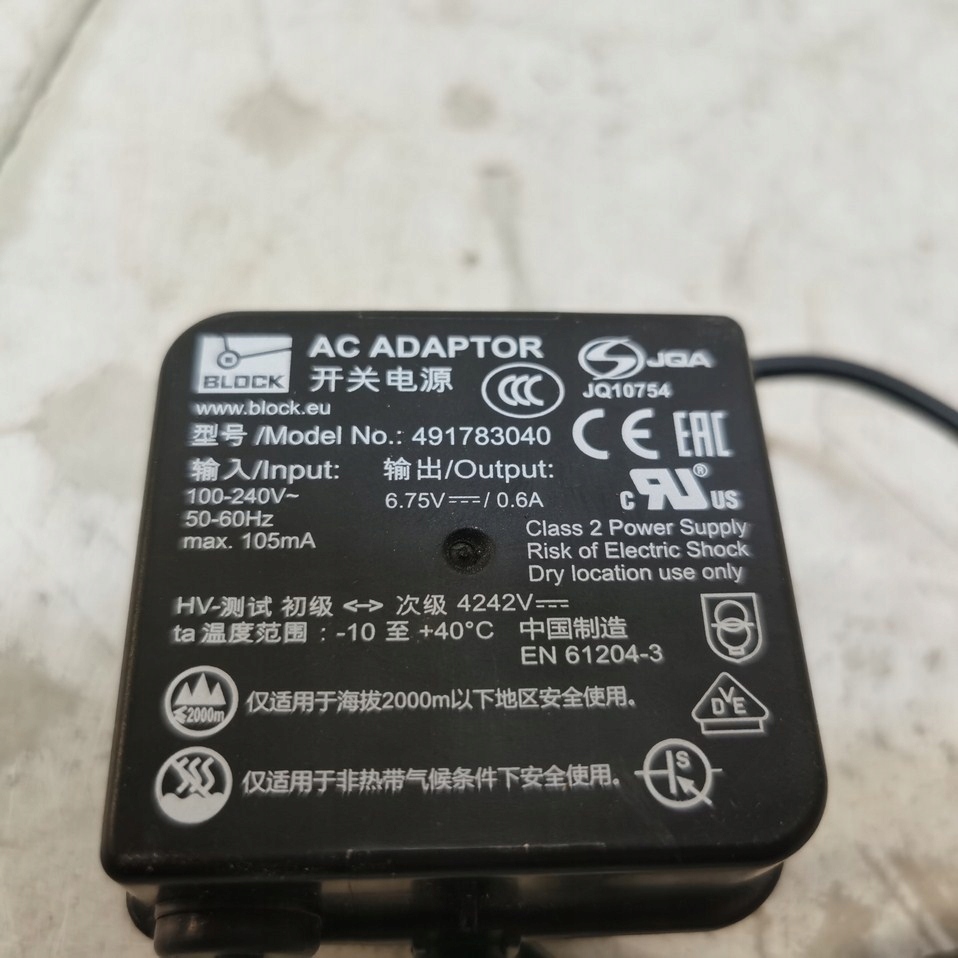 BLOCK
AC ADAPTOR
开关电源
CCC
S JQA
JQ10754
www.block.eu
型号 /Model No.: 491783040
CE EAC
输入/Input:
100-240V~
50-60Hz
max. 105mA
输出/Output:
6.75V⎓/ 0.6A
c RU® US
Class 2 Power Supply
Risk of Electric Shock
Dry location use only
HV-测试 初级 <-> 次级 4242V⎓
ta 温度范围 : -10 至 +40°C
中国制造
EN 61204-3
≤2000m
仅适用于海拔2000m以下地区安全使用。
DVE
仅适用于非热带气候条件下安全使用。
S